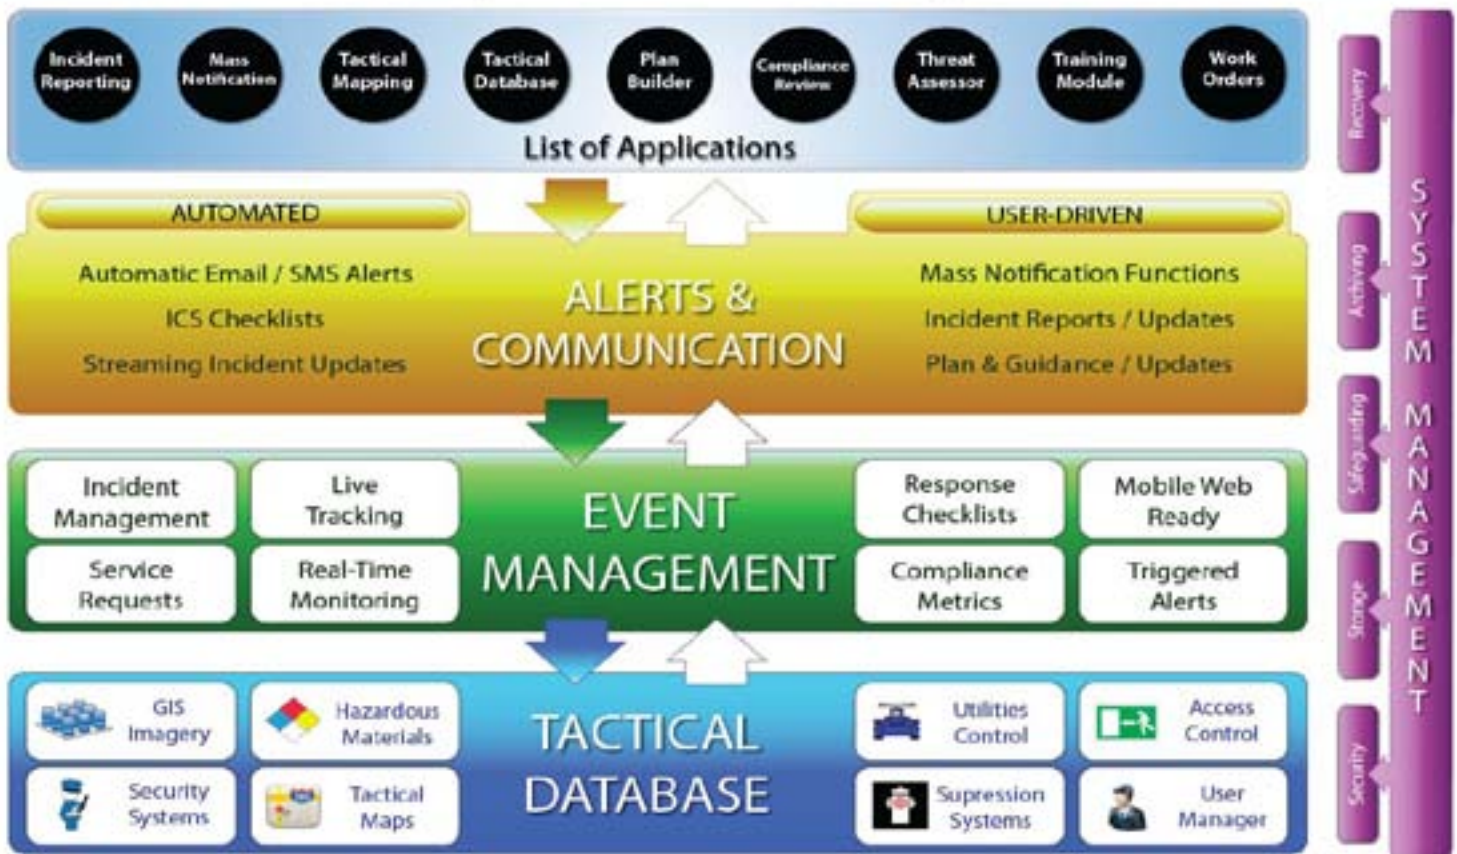 Incident
Reporting
Mass
Notification
Tactical
Mapping
Tactical
Database
Plan
Builder
Compliance
Review
Threat
Assessor
Training
Module
Work
Orders
List of Applications
AUTOMATED
Automatic Email / SMS Alerts
ICS Checklists
Streaming Incident Updates
ALERTS &
COMMUNICATION
USER-DRIVEN
Mass Notification Functions
Incident Reports / Updates
Plan & Guidance / Updates
Incident
Management
Live
Tracking
Service
Requests
Real-Time
Monitoring
EVENT
MANAGEMENT
Response
Checklists
Mobile Web
Ready
Compliance
Metrics
Triggered
Alerts
GIS
Imagery
Hazardous
Materials
Security
Systems
Tactical
Maps
TACTICAL
DATABASE
Utilities
Control
Access
Control
Supression
Systems
User
Manager
Recovery
Archiving
Safeguarding
Storage
Security
SYSTEM MANAGEMENT